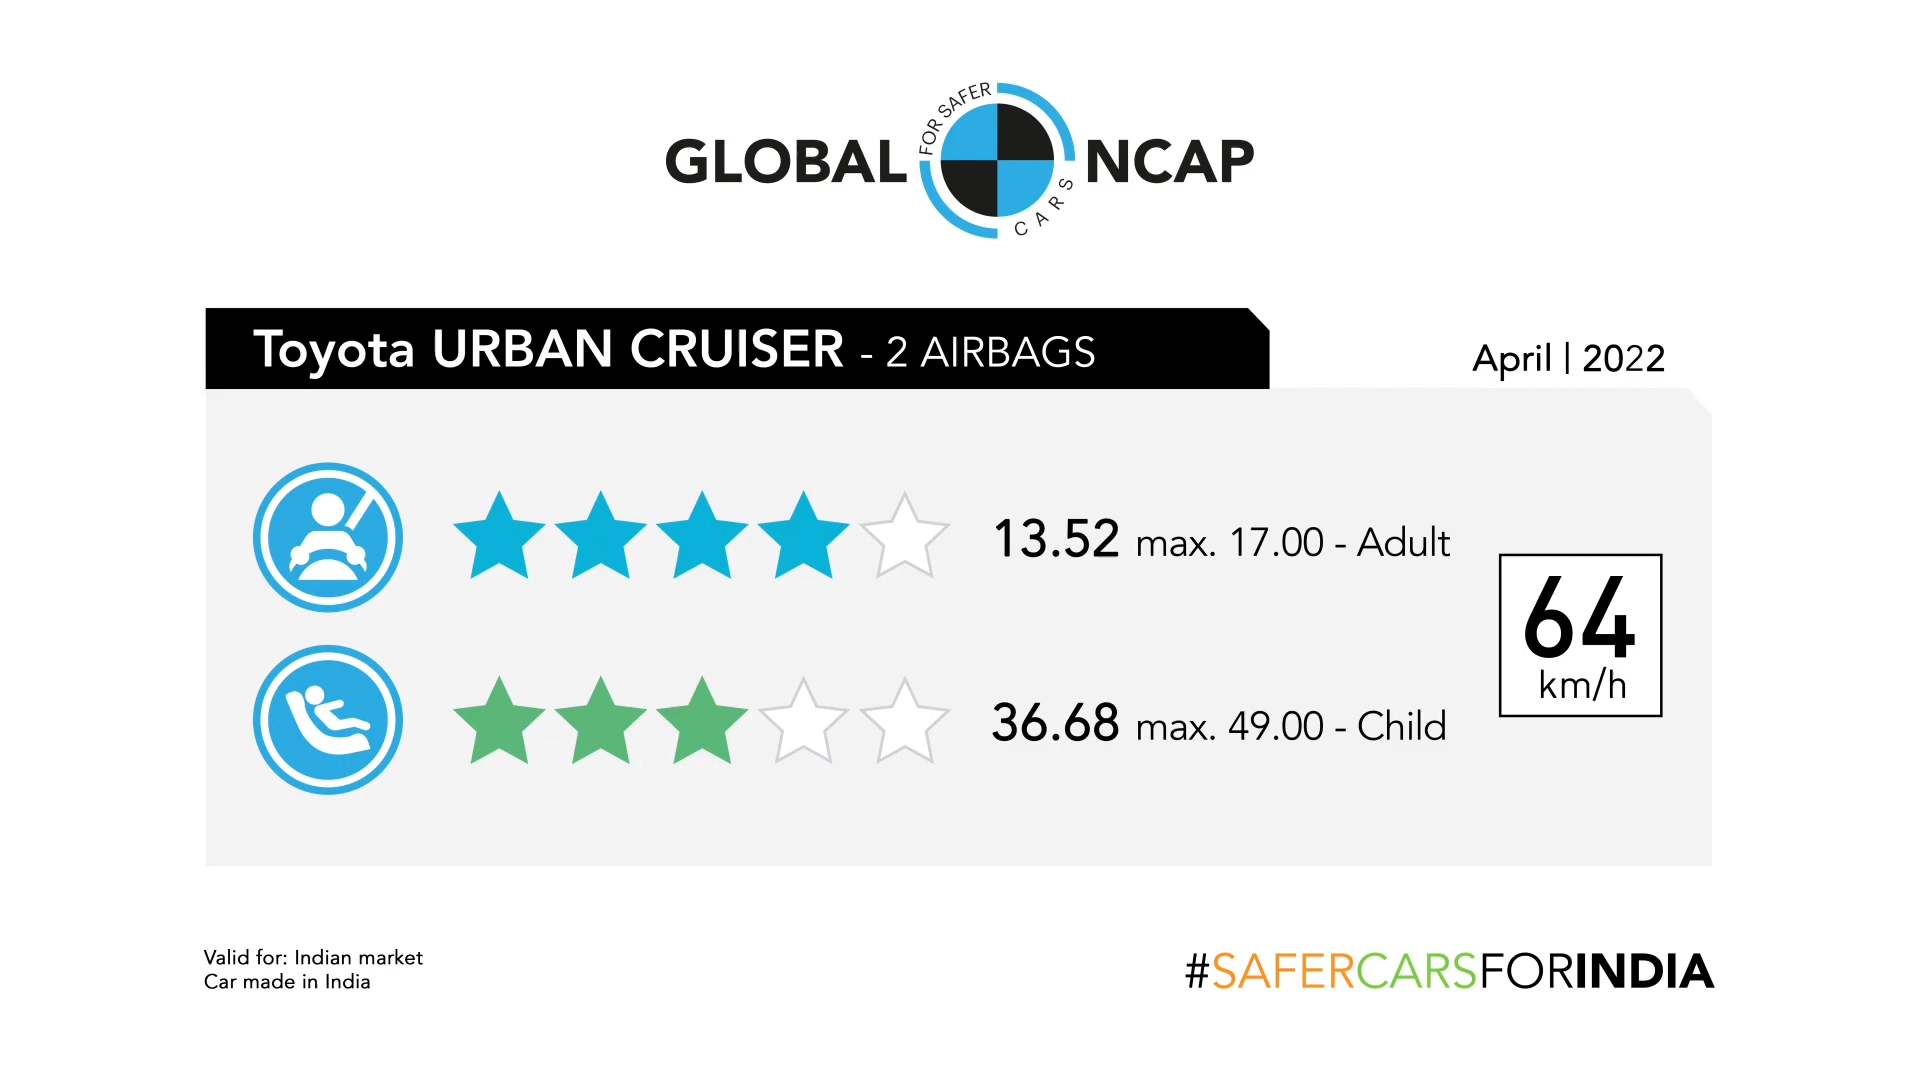 GLOBAL FOR SAFER CARS NCAP
Toyota URBAN CRUISER - 2 AIRBAGS
April | 2022
13.52 max. 17.00 - Adult
64
km/h
36.68 max. 49.00 - Child
Valid for: Indian market
Car made in India
#SAFERCARSFORINDIA